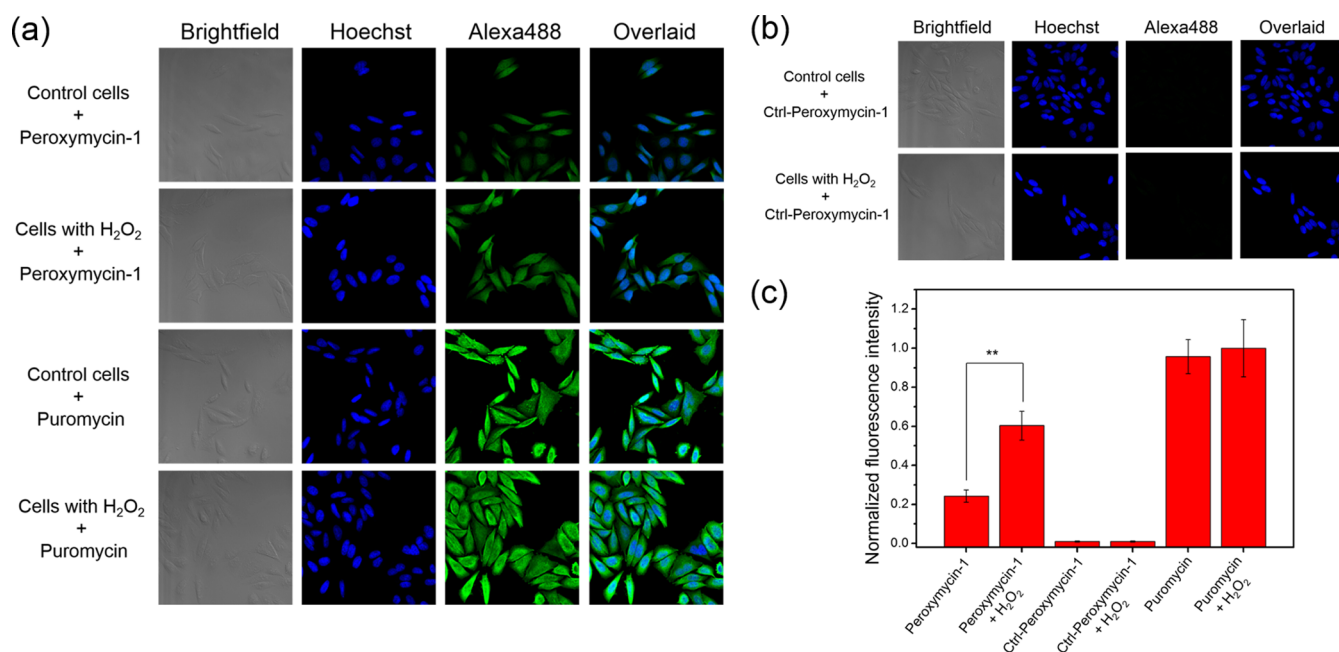 (a)
Brightfield Hoechst Alexa488 Overlaid
Control cells
+
Peroxymycin-1
Cells with H₂O₂
+
Peroxymycin-1
Control cells
+
Puromycin
Cells with H₂O₂
+
Puromycin
(b)
Brightfield Hoechst Alexa488 Overlaid
Control cells
+
Ctrl-Peroxymycin-1
Cells with H₂O₂
+
Ctrl-Peroxymycin-1
(c)
Normalized fluorescence intensity
1.2
1.0
0.8
0.6
0.4
0.2
0.0
**
Peroxymycin-1
Peroxymycin-1
+ H₂O₂
Ctrl-Peroxymycin-1
Ctrl-Peroxymycin-1
+ H₂O₂
Puromycin
Puromycin
+ H₂O₂